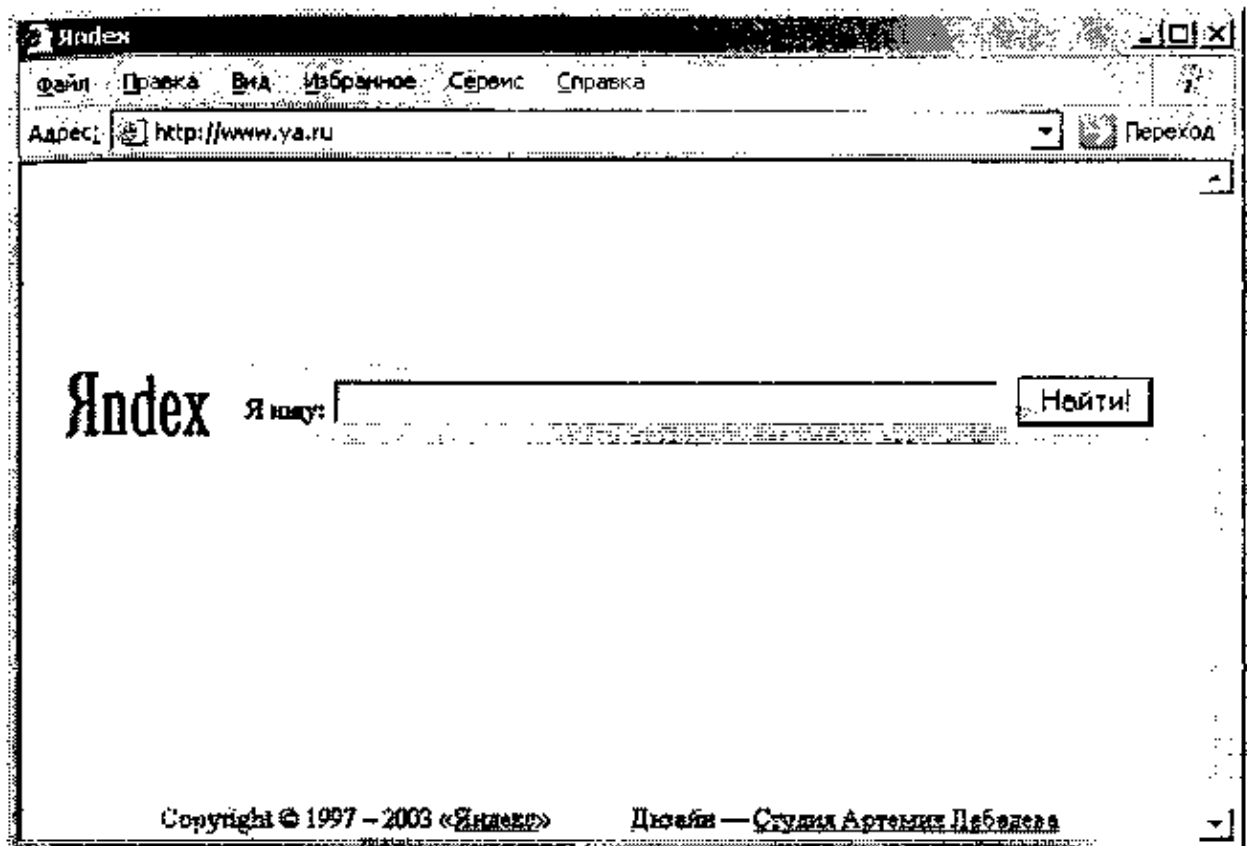 Яndex
Файл Правка Вид Избранное Сервис Справка
Адрес: http://www.ya.ru Переход
Яndex Я ищу: Найти!
Copyright © 1997 – 2003 «Яндекс» Дизайн — Студия Артемия Лебедева